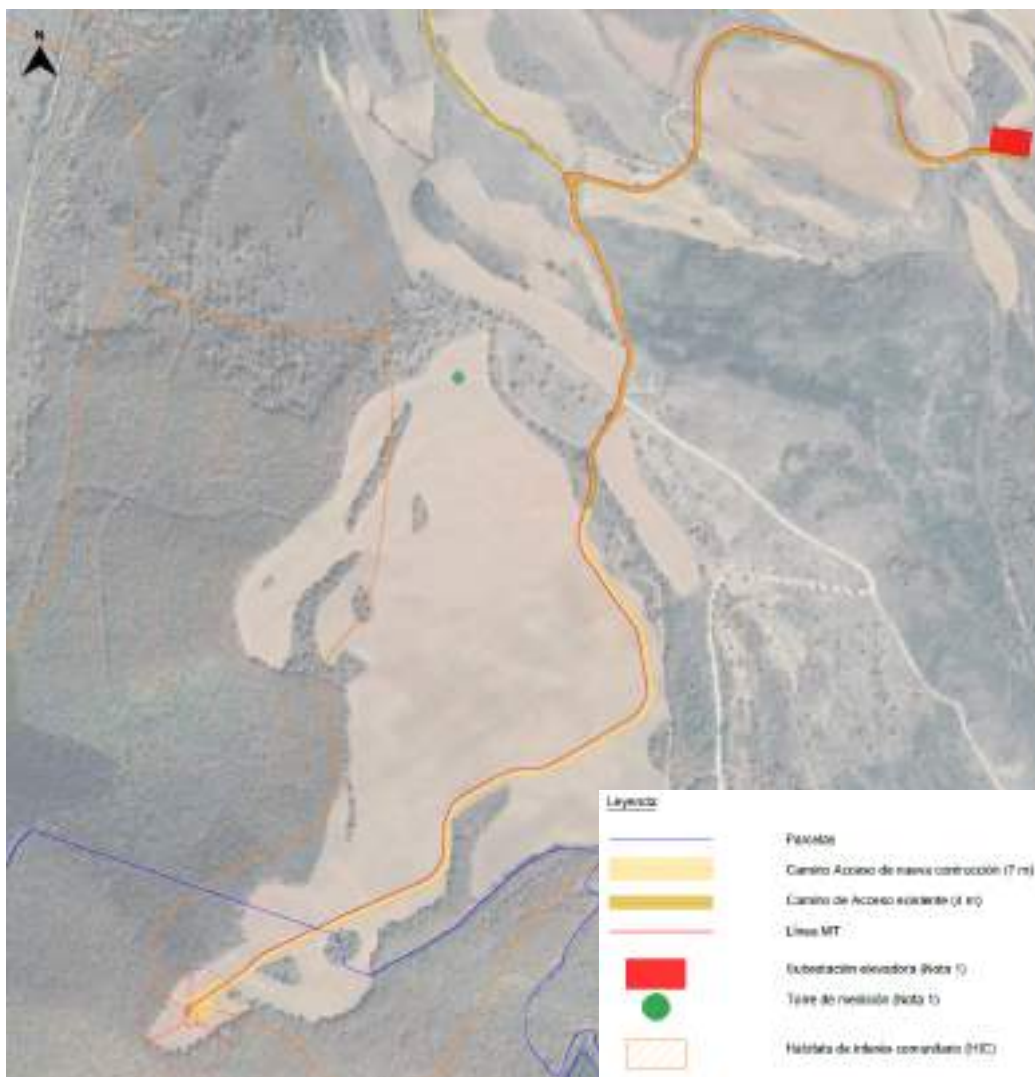 N
Leyenda:
Parcelas
Camino Acceso de nueva contrucción (7 m)
Camino de Acceso existente (4 m)
Línea MT
Subestación elevadora (Nota 1)
Torre de medición (Nota 1)
Hábitats de interés comunitario (HIC)